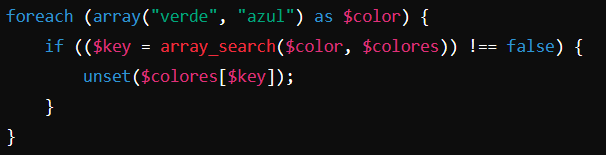 foreach (array("verde", "azul") as $color) {
    if (($key = array_search($color, $colores)) !== false) {
        unset($colores[$key]);
    }
}